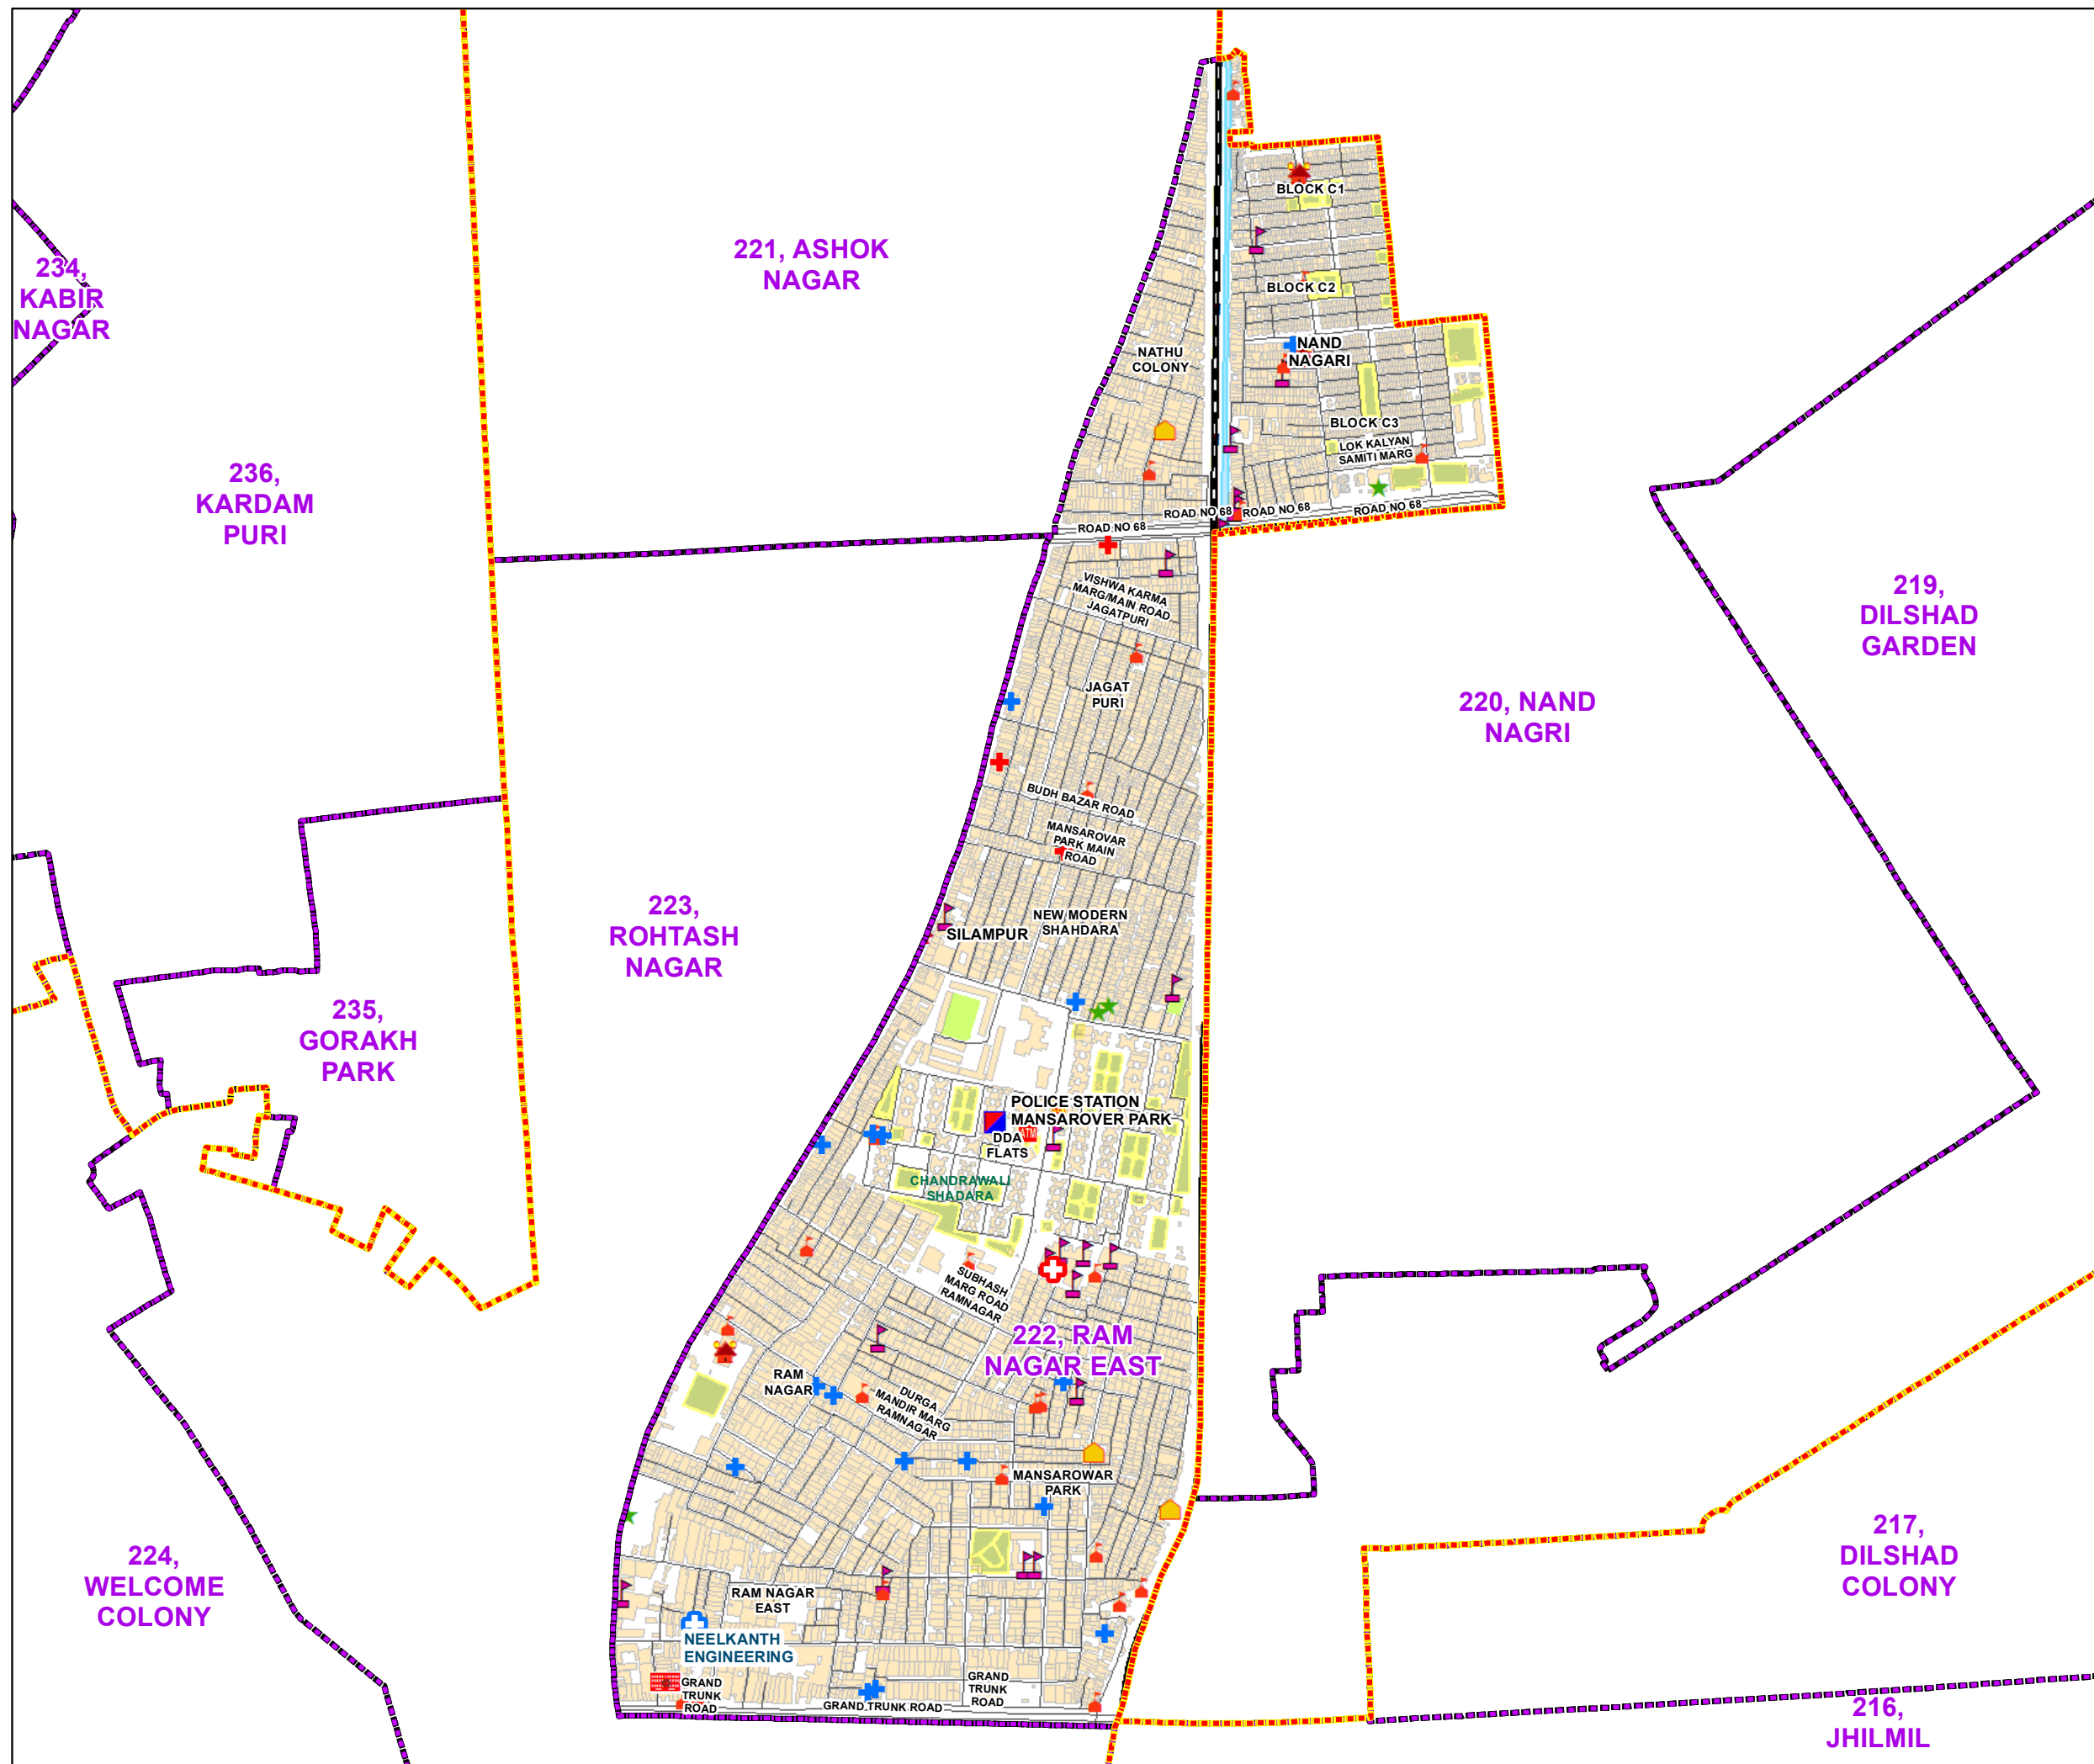 221, ASHOK
NAGAR
BLOCK C1
234,
KABIR
NAGAR
BLOCK C2
NATHU
COLONY
NAND
NAGARI
BLOCK C3
LOK KALYAN
SAMITI MARG
236,
KARDAM
PURI
ROAD NO 68
ROAD NO 68
ROAD NO 68
ROAD NO 68
VISHWA KARMA
MARG/MAIN ROAD
JAGATPURI
219,
DILSHAD
GARDEN
JAGAT
PURI
220, NAND
NAGRI
BUDH BAZAR ROAD
MANSAROVAR
PARK MAIN
ROAD
223,
ROHTASH
NAGAR
NEW MODERN
SHAHDARA
SILAMPUR
235,
GORAKH
PARK
POLICE STATION
MANSAROVER PARK
ATM
DDA
FLATS
CHANDRAWALI
SHADARA
SUBHASH
MARG ROAD
RAMNAGAR
222, RAM
NAGAR EAST
RAM
NAGAR
DURGA
MANDIR MARG
RAMNAGAR
MANSAROWAR
PARK
217,
DILSHAD
COLONY
224,
WELCOME
COLONY
RAM NAGAR
EAST
NEELKANTH
ENGINEERING
GRAND
TRUNK
ROAD
GRAND TRUNK ROAD
GRAND
TRUNK
ROAD
216,
JHILMIL